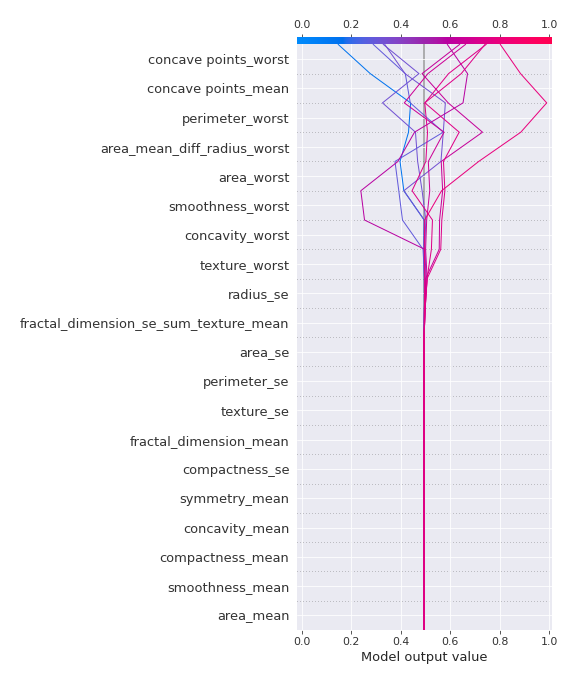 0.0 0.2 0.4 0.6 0.8 1.0
concave points_worst
concave points_mean
perimeter_worst
area_mean_diff_radius_worst
area_worst
smoothness_worst
concavity_worst
texture_worst
radius_se
fractal_dimension_se_sum_texture_mean
area_se
perimeter_se
texture_se
fractal_dimension_mean
compactness_se
symmetry_mean
concavity_mean
compactness_mean
smoothness_mean
area_mean
0.0 0.2 0.4 0.6 0.8 1.0
Model output value